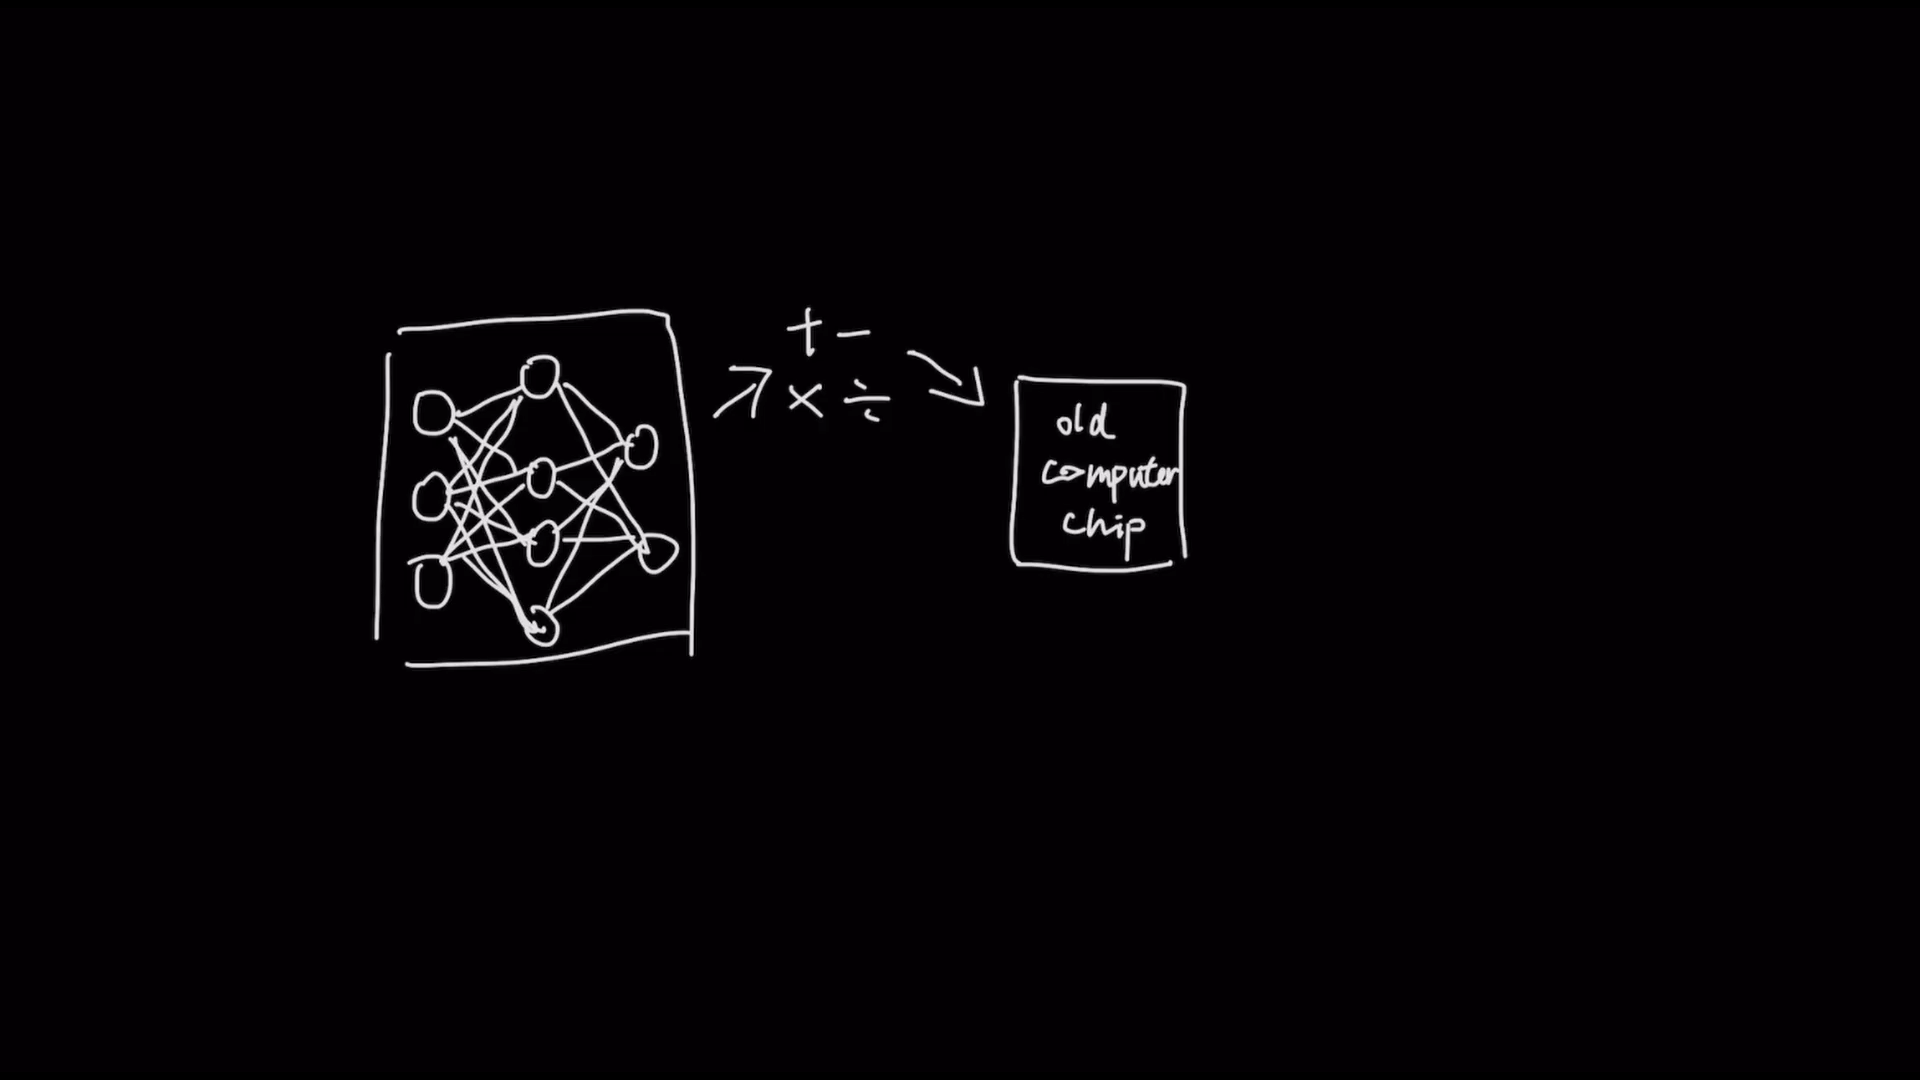 + -
× ÷
old
computer
chip